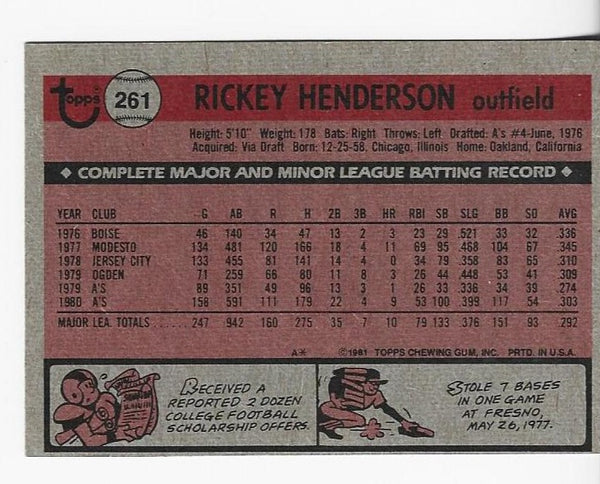 topps 261 RICKEY HENDERSON outfield
Height: 5'10" Weight: 178 Bats: Right Throws: Left Drafted: A's #4-June, 1976
Acquired: Via Draft Born: 12-25-58, Chicago, Illinois Home: Oakland, California
◆ COMPLETE MAJOR AND MINOR LEAGUE BATTING RECORD ◆
YEAR CLUB G AB R H 2B 3B HR RBI SB SLG BB SO AVG
1976 BOISE 46 140 34 47 13 2 3 23 29 .521 33 32 .336
1977 MODESTO 134 481 120 166 18 4 11 69 95 .468 104 67 .345
1978 JERSEY CITY 133 455 81 141 14 4 0 34 79 .358 83 65 .310
1979 OGDEN 71 259 66 80 11 8 3 26 44 .448 53 41 .309
1979 A'S 89 351 49 96 13 3 1 26 33 .336 34 39 .274
1980 A'S 158 591 111 179 22 4 9 53 100 .399 117 54 .303
MAJOR LEA. TOTALS 247 942 160 275 35 7 10 79 133 .376 151 93 .292
A* ©1981 TOPPS CHEWING GUM, INC. PRTD. IN U.S.A.
RECEIVED A
REPORTED 2 DOZEN
COLLEGE FOOTBALL
SCHOLARSHIP OFFERS.
STOLE 7 BASES
IN ONE GAME
AT FRESNO,
MAY 26, 1977.